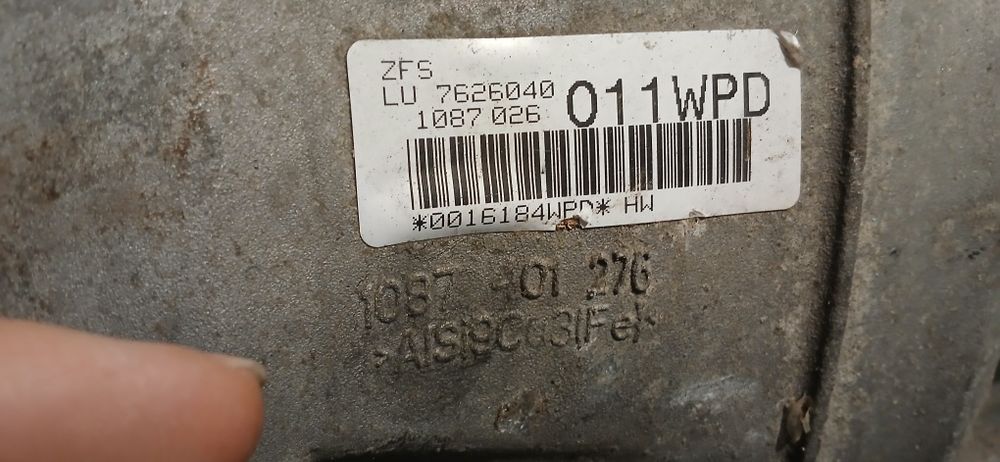 ZFS
LU 7626040
1087 026 011WPD
*0016184WPD* HW
1087 401 276
>AlSi9Cu3(Fe)<